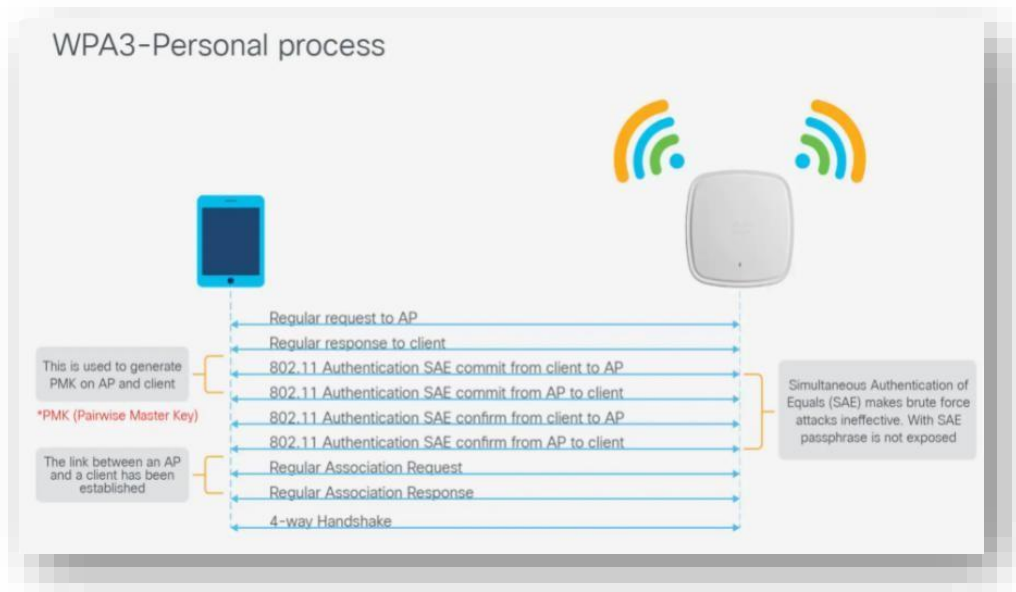 WPA3-Personal process
Regular request to AP
Regular response to client
This is used to generate
PMK on AP and client
*PMK (Pairwise Master Key)
802.11 Authentication SAE commit from client to AP
802.11 Authentication SAE commit from AP to client
802.11 Authentication SAE confirm from client to AP
802.11 Authentication SAE confirm from AP to client
Simultaneous Authentication of
Equals (SAE) makes brute force
attacks ineffective. With SAE
passphrase is not exposed
The link between an AP
and a client has been
established
Regular Association Request
Regular Association Response
4-way Handshake